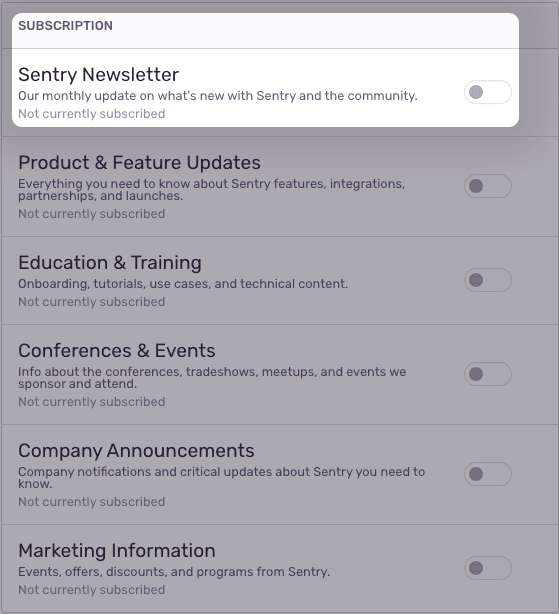 SUBSCRIPTION
Sentry Newsletter
Our monthly update on what's new with Sentry and the community.
Not currently subscribed
Product & Feature Updates
Everything you need to know about Sentry features, integrations,
partnerships, and launches.
Not currently subscribed
Education & Training
Onboarding, tutorials, use cases, and technical content.
Not currently subscribed
Conferences & Events
Info about the conferences, tradeshows, meetups, and events we
sponsor and attend.
Not currently subscribed
Company Announcements
Company notifications and critical updates about Sentry you need to
know.
Not currently subscribed
Marketing Information
Events, offers, discounts, and programs from Sentry.
Not currently subscribed